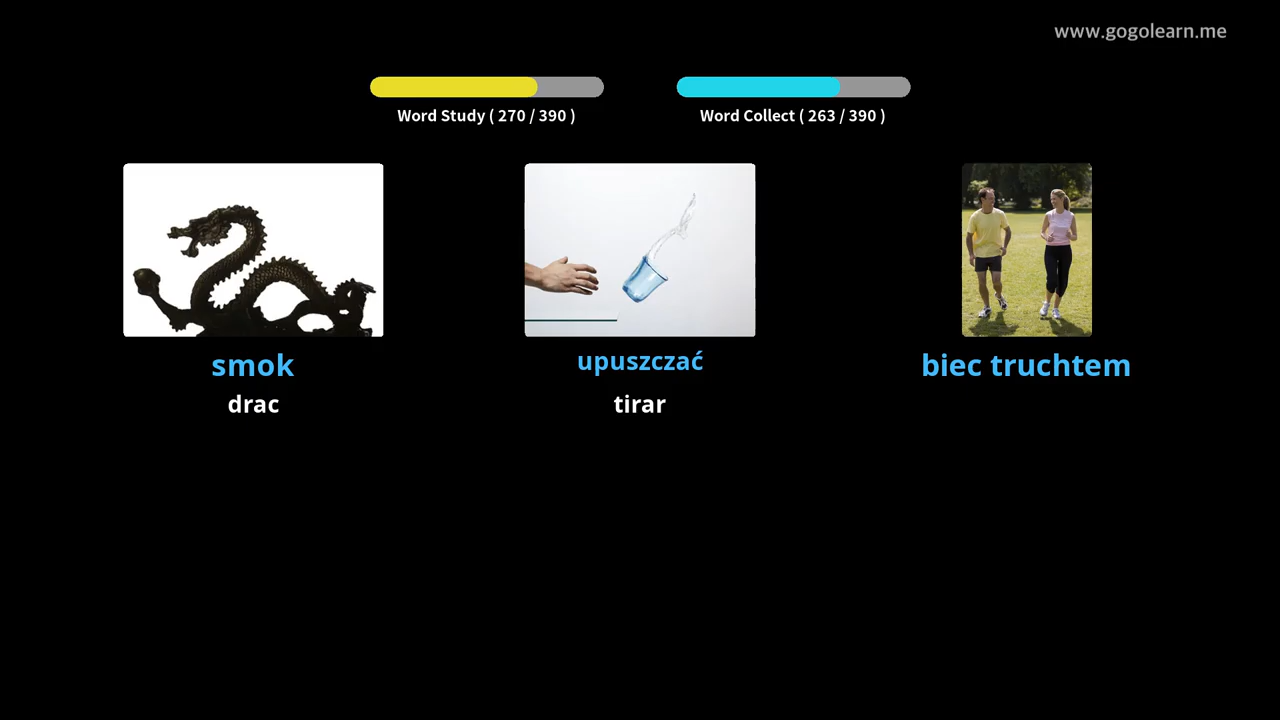 www.gogolearn.me
Word Study ( 270 / 390 )
Word Collect ( 263 / 390 )
smok
upuszczać
biec truchtem
drac
tirar